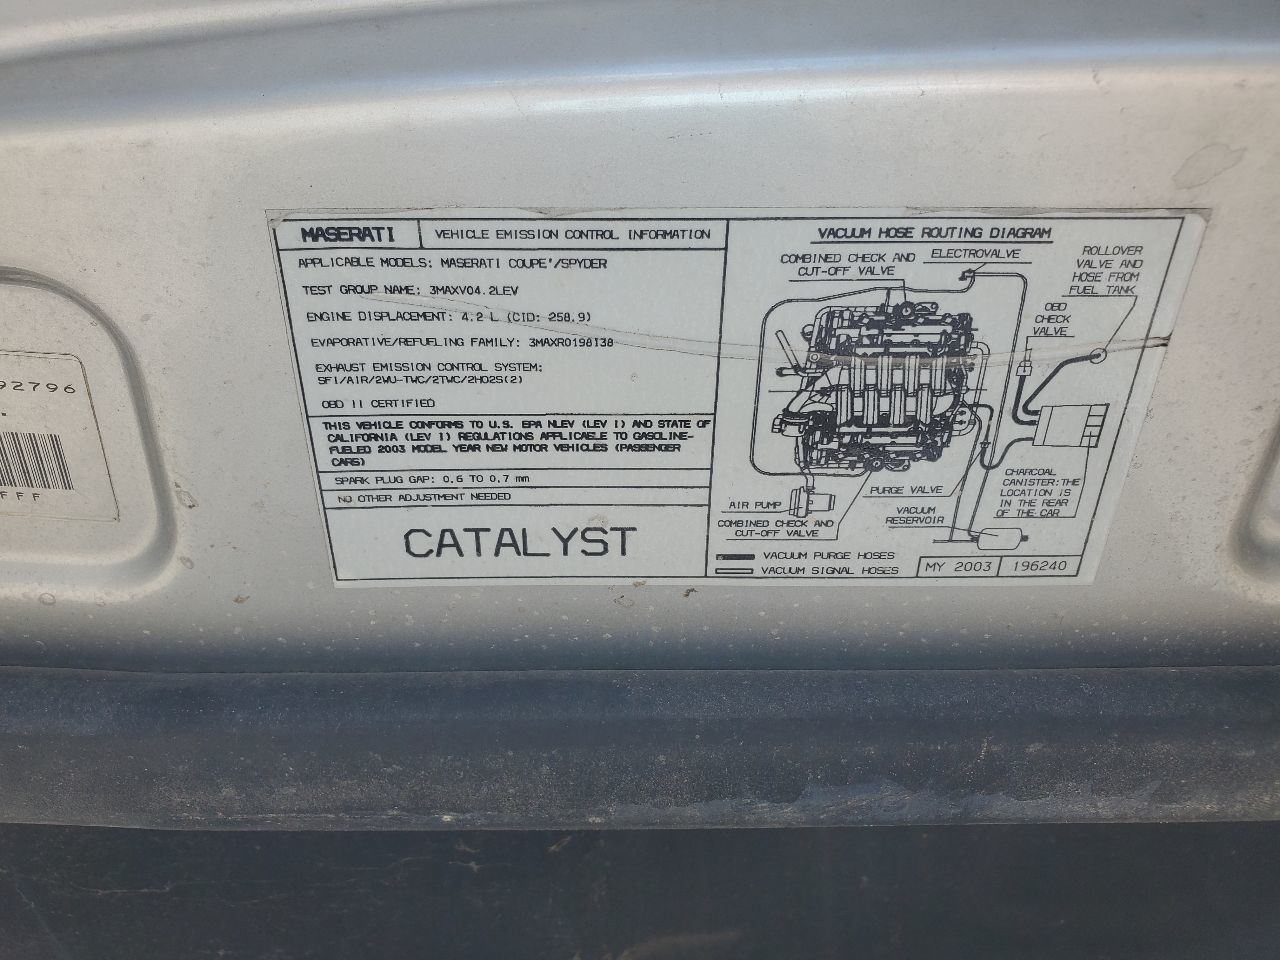 92796
FFF
MASERATI
VEHICLE EMISSION CONTROL INFORMATION
APPLICABLE MODELS: MASERATI COUPE'/SPYDER
TEST GROUP NAME: 3MAXV04.2LEV
ENGINE DISPLACEMENT: 4.2 L (CID: 258.9)
EVAPORATIVE/REFUELING FAMILY: 3MAXR0198138
EXHAUST EMISSION CONTROL SYSTEM:
SFI/AIR/2WU-TWC/2TWC/2HO2S(2)
OBD II CERTIFIED
THIS VEHICLE CONFORMS TO U.S. EPA NLEV (LEV I) AND STATE OF
CALIFORNIA (LEV I) REGULATIONS APPLICABLE TO GASOLINE-
FUELED 2003 MODEL YEAR NEW MOTOR VEHICLES (PASSENGER
CARS)
SPARK PLUG GAP: 0.6 TO 0.7 mm
NO OTHER ADJUSTMENT NEEDED
CATALYST
VACUUM HOSE ROUTING DIAGRAM
COMBINED CHECK AND
CUT-OFF VALVE
ELECTROVALVE
ROLLOVER
VALVE AND
HOSE FROM
FUEL TANK
OBD
CHECK
VALVE
AIR PUMP
COMBINED CHECK AND
CUT-OFF VALVE
PURGE VALVE
VACUUM
RESERVOIR
CHARCOAL
CANISTER: THE
LOCATION IS
IN THE REAR
OF THE CAR
VACUUM PURGE HOSES
VACUUM SIGNAL HOSES
MY 2003
196240